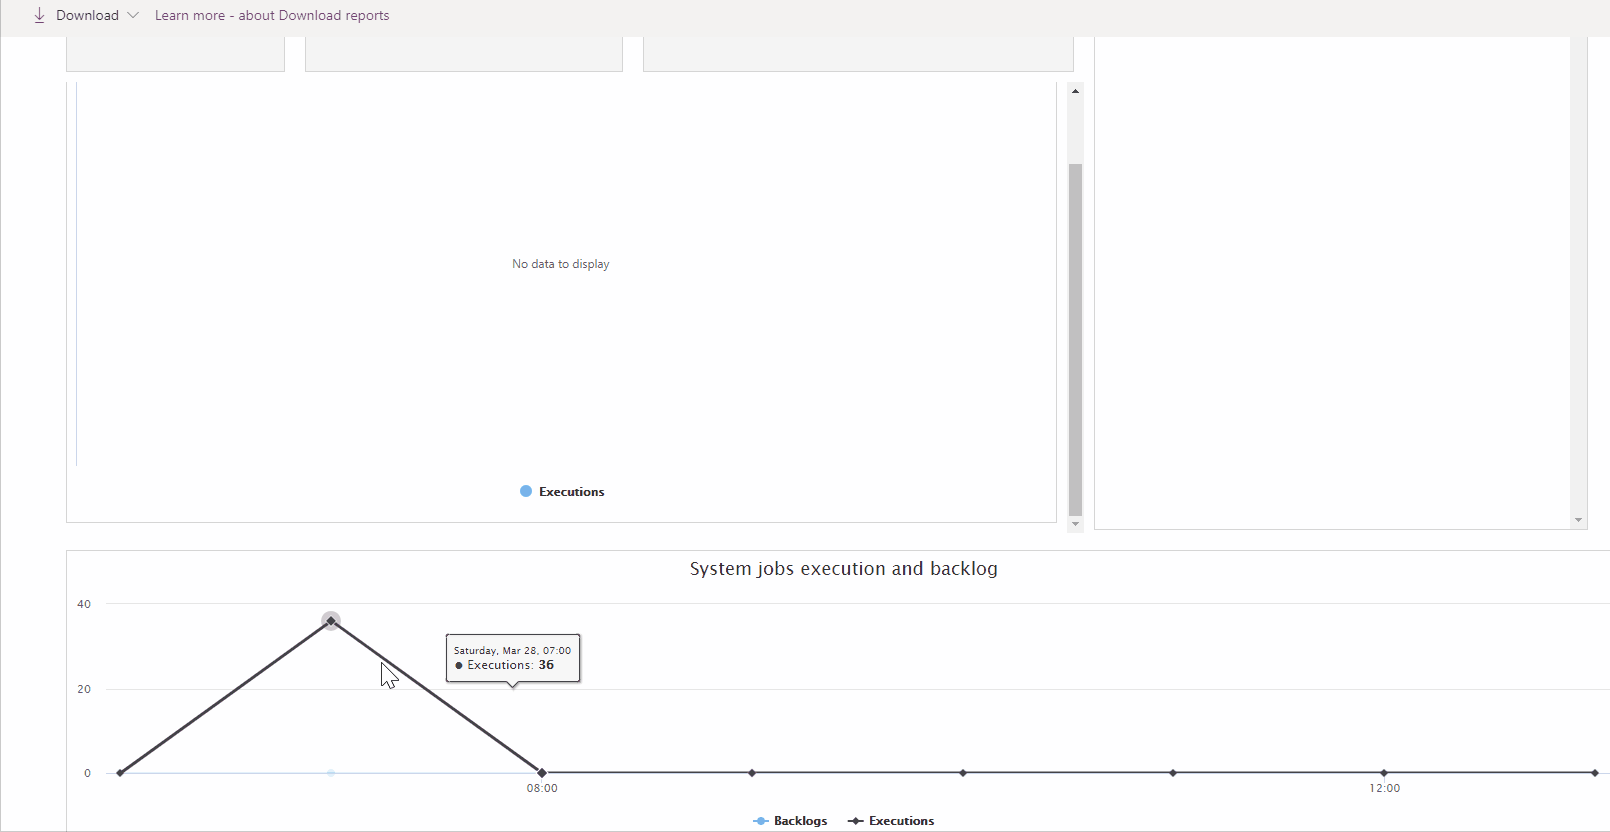 Download Learn more - about Download reports
No data to display
Executions
System jobs execution and backlog
40
Saturday, Mar 28, 07:00
Executions: 36
20
0
08:00 12:00
Backlogs Executions